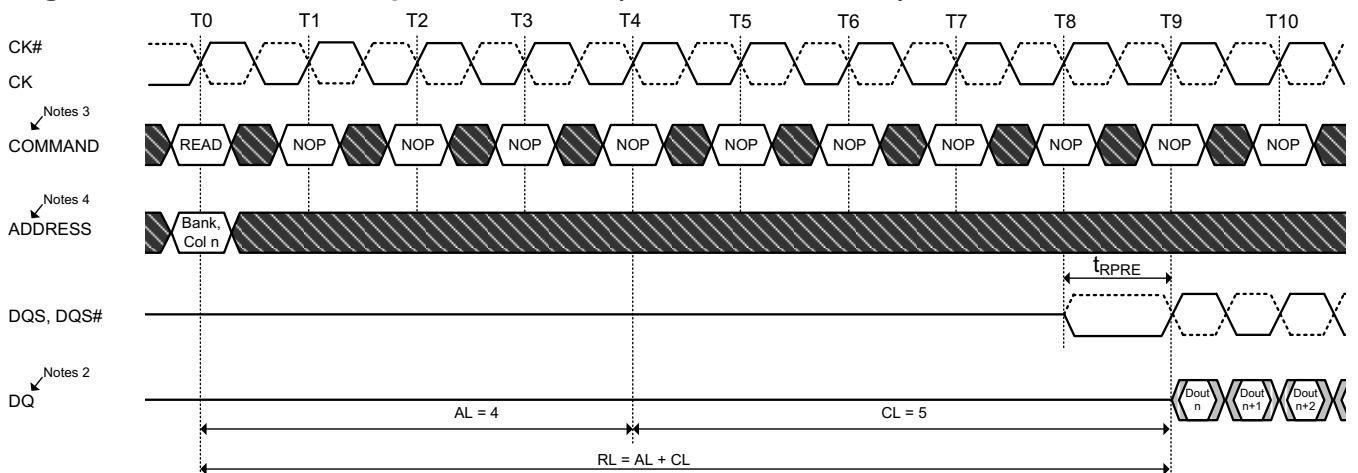 T0 T1 T2 T3 T4 T5 T6 T7 T8 T9 T10
CK#
CK
Notes 3
COMMAND READ NOP NOP NOP NOP NOP NOP NOP NOP NOP NOP
Notes 4
ADDRESS
Bank,
Col n
tRPRE
DQS, DQS#
Notes 2
DQ
Dout Dout Dout
n n+1 n+2
AL = 4 CL = 5
RL = AL + CL